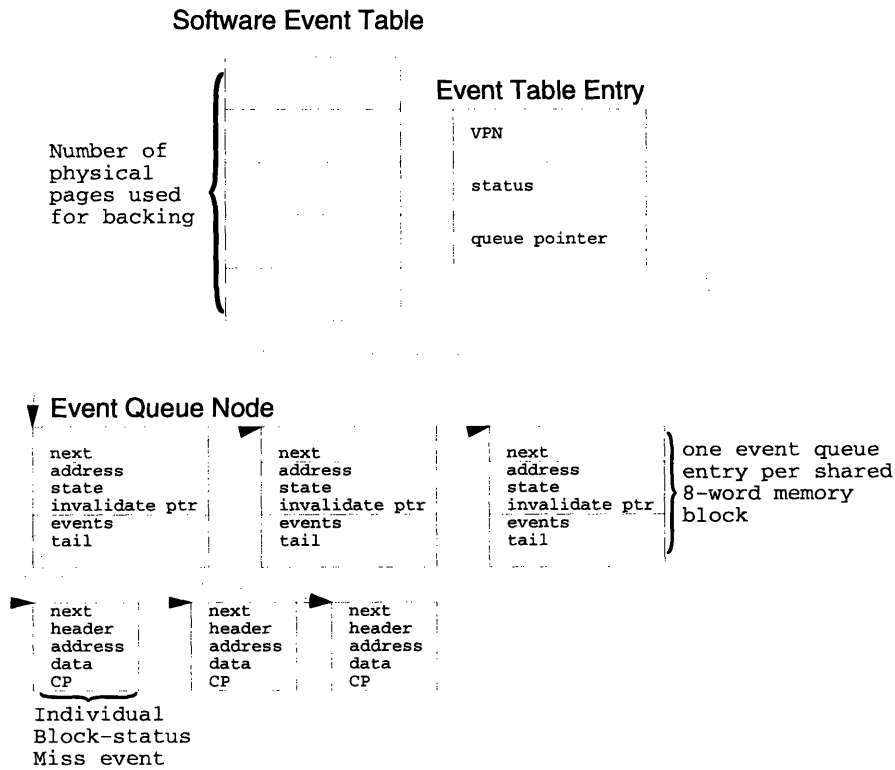 Software Event Table
Event Table Entry
Number of
physical
pages used
for backing
VPN
status
queue pointer
Event Queue Node
next
address
state
invalidate ptr
events
tail
next
address
state
invalidate ptr
events
tail
next
address
state
invalidate ptr
events
tail
one event queue
entry per shared
8-word memory
block
next
header
address
data
CP
next
header
address
data
CP
next
header
address
data
CP
Individual
Block-status
Miss event